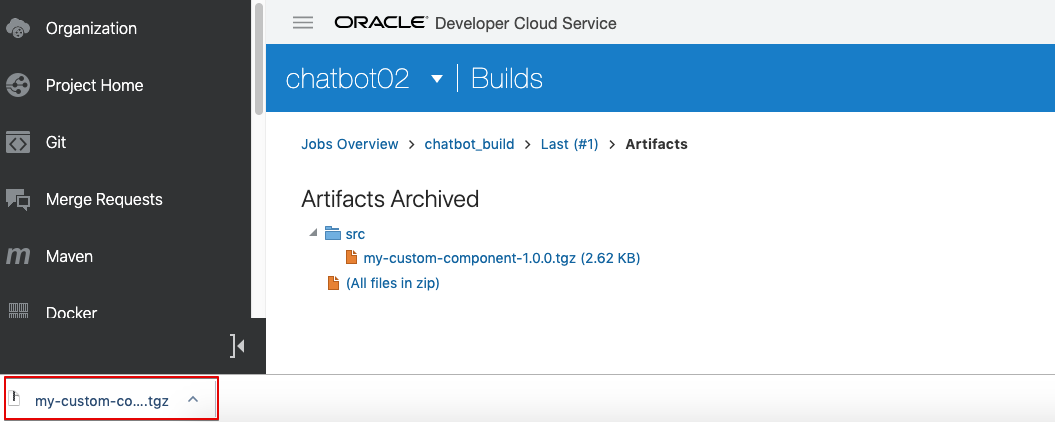 Organization
Project Home
Git
Merge Requests
m Maven
Docker
ORACLE® Developer Cloud Service
chatbot02 Builds
Jobs Overview > chatbot_build > Last (#1) > Artifacts
Artifacts Archived
src
my-custom-component-1.0.0.tgz (2.62 KB)
(All files in zip)
my-custom-co....tgz